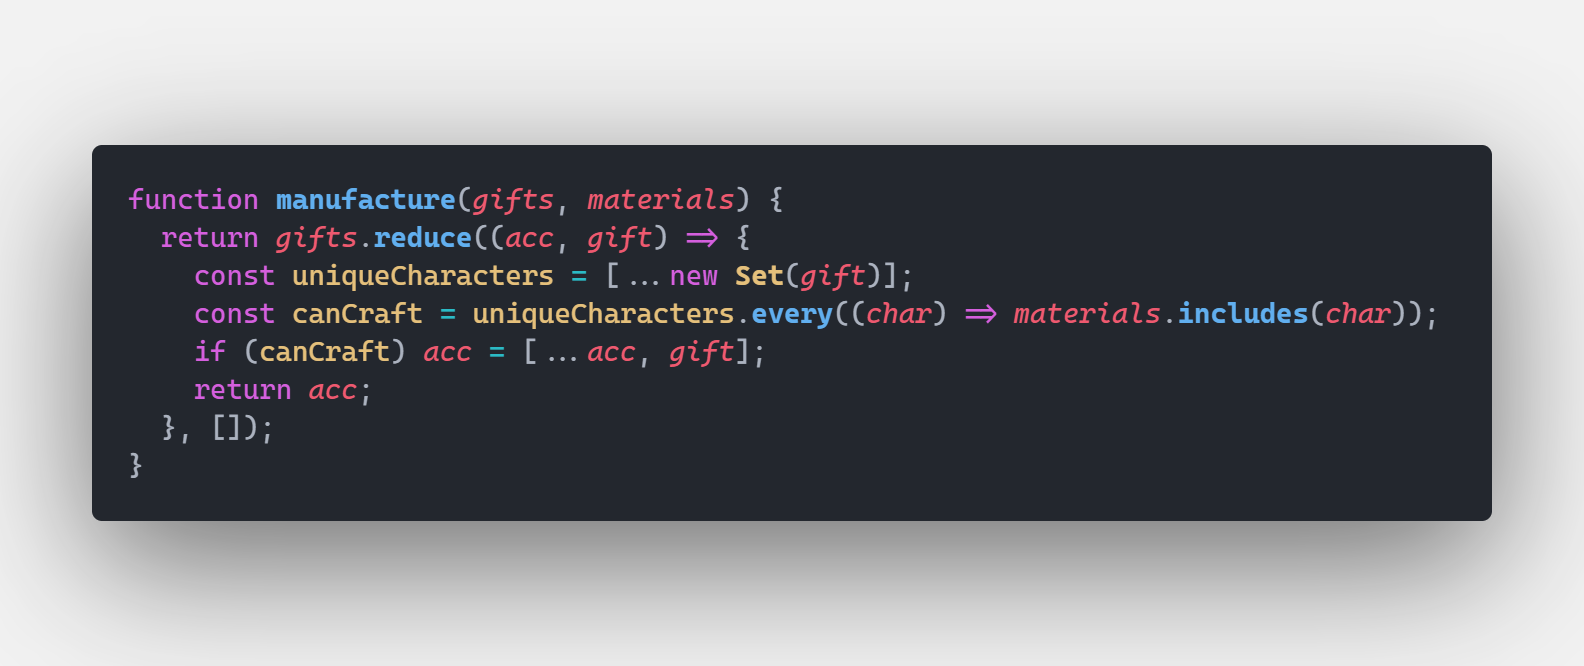 function manufacture(gifts, materials) {
  return gifts.reduce((acc, gift) => {
    const uniqueCharacters = [...new Set(gift)];
    const canCraft = uniqueCharacters.every((char) => materials.includes(char));
    if (canCraft) acc = [...acc, gift];
    return acc;
  }, []);
}